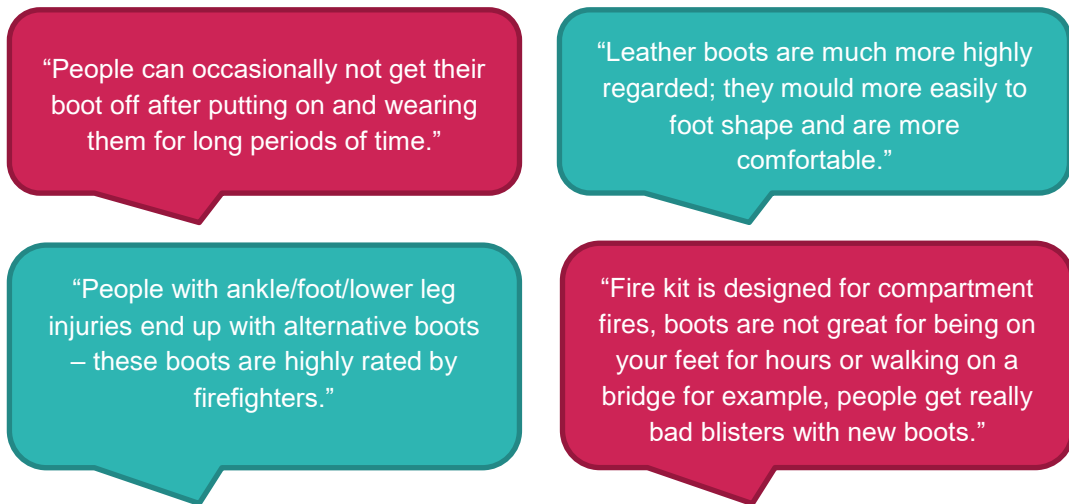 “People can occasionally not get their
boot off after putting on and wearing
them for long periods of time.”
“Leather boots are much more highly
regarded; they mould more easily to
foot shape and are more
comfortable.”
“People with ankle/foot/lower leg
injuries end up with alternative boots
– these boots are highly rated by
firefighters.”
“Fire kit is designed for compartment
fires, boots are not great for being on
your feet for hours or walking on a
bridge for example, people get really
bad blisters with new boots.”